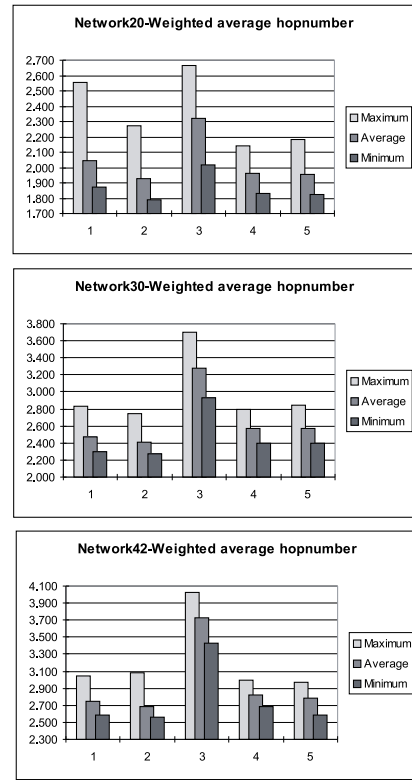 Network20-Weighted average hopnumber
2.700
2.600
2.500
2.400
2.300
2.200
2.100
2.000
1.900
1.800
1.700
1 2 3 4 5
Maximum
Average
Minimum
Network30-Weighted average hopnumber
3.800
3.600
3.400
3.200
3.000
2.800
2.600
2.400
2.200
2.000
1 2 3 4 5
Maximum
Average
Minimum
Network42-Weighted average hopnumber
4.100
3.900
3.700
3.500
3.300
3.100
2.900
2.700
2.500
2.300
1 2 3 4 5
Maximum
Average
Minimum